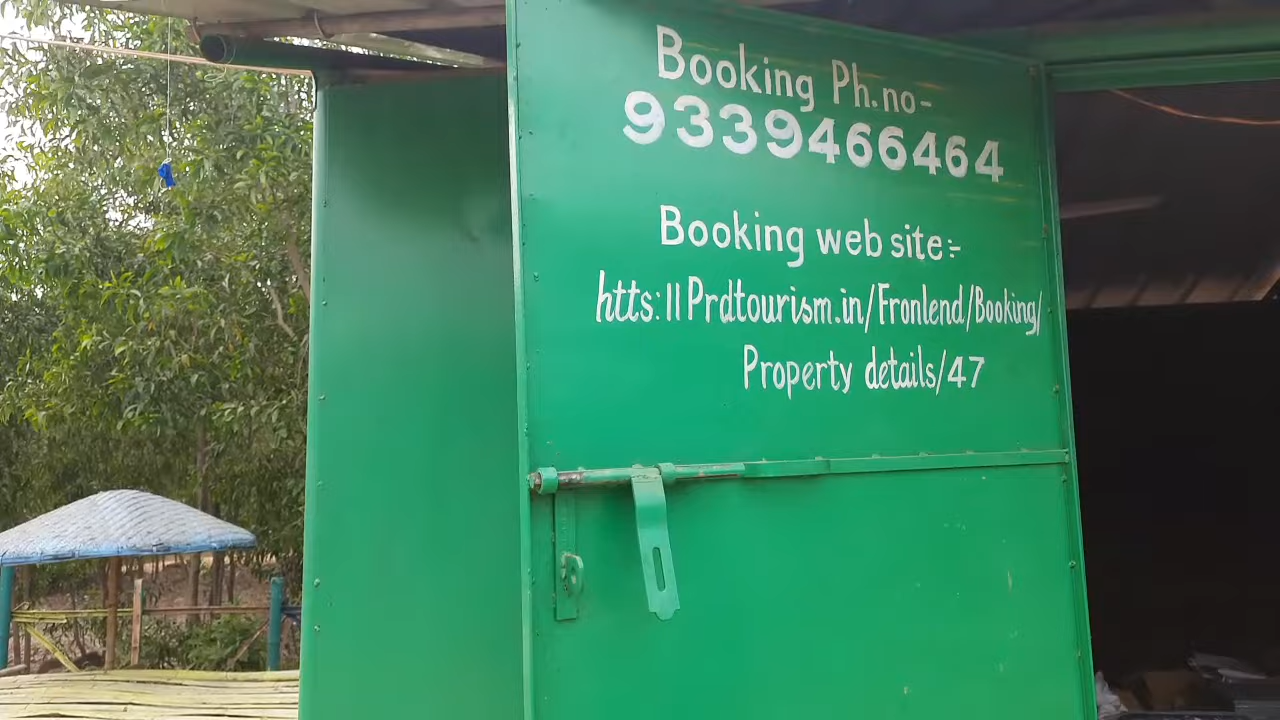 Booking Ph.no-
9339466464
Booking web site:-
htts:11Prdtourism.in/Fronlend/Booking/
Property details/47